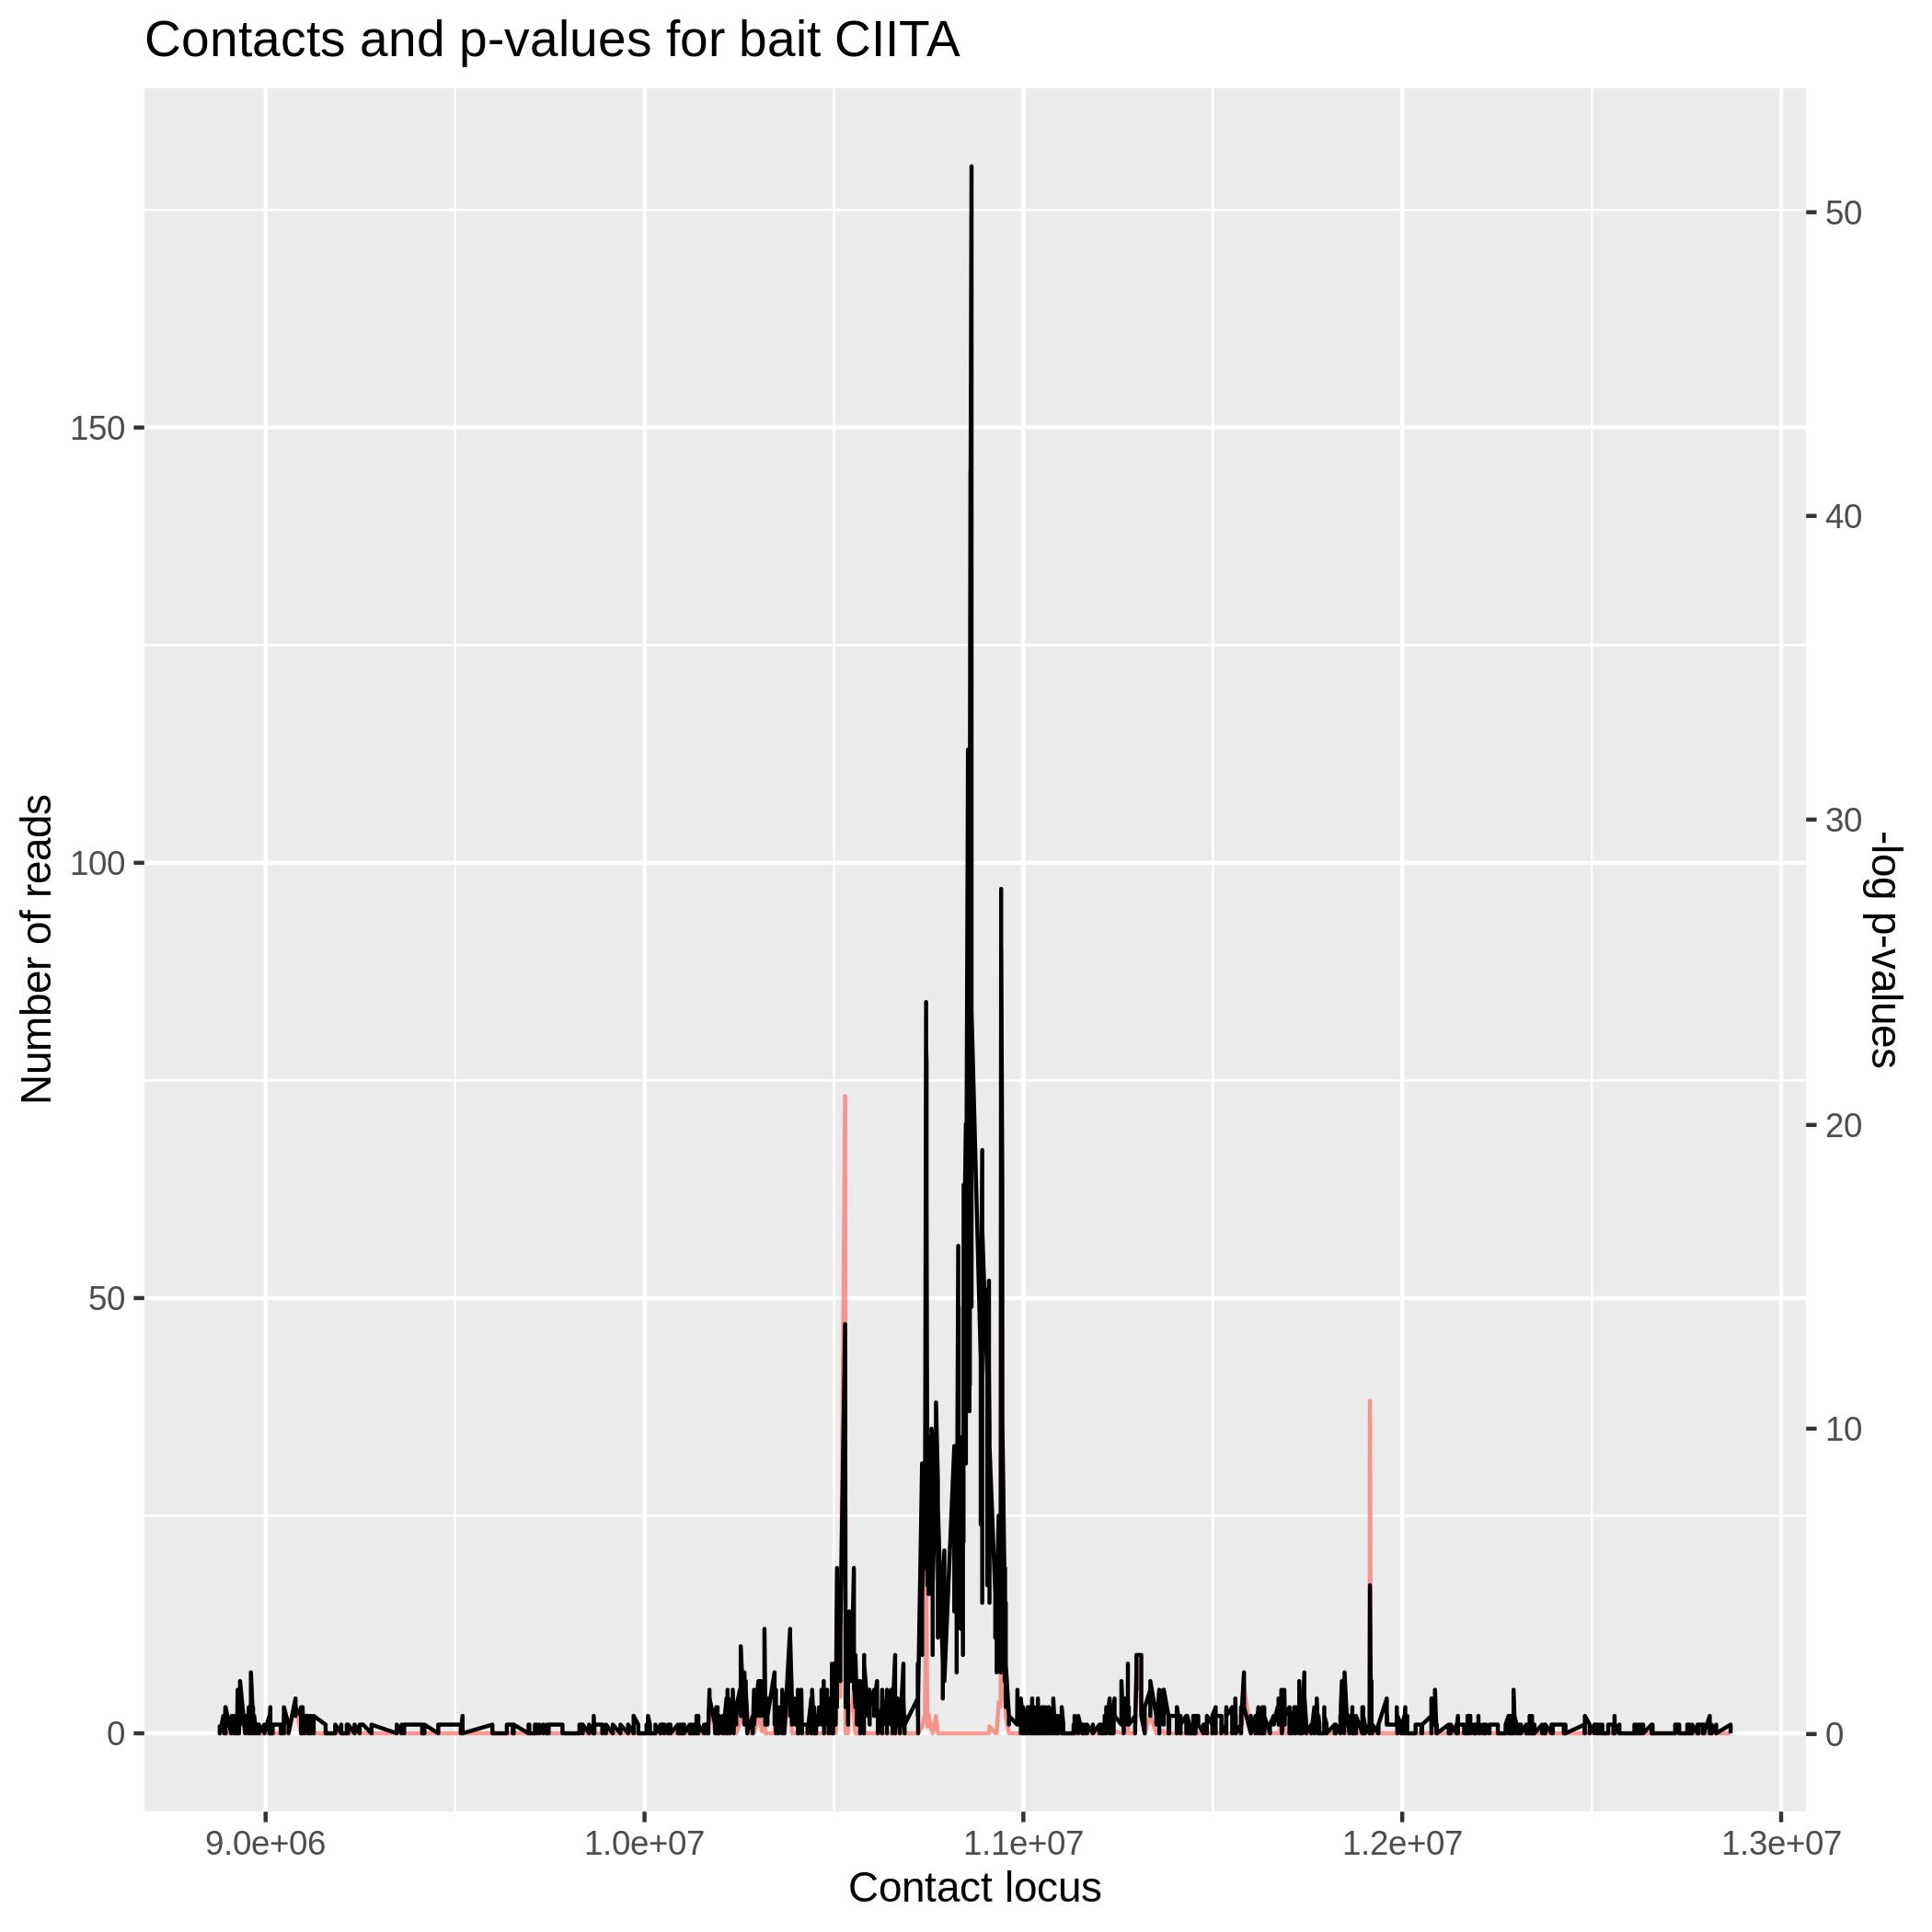 Contacts and p-values for bait CIITA
Number of reads
150
100
50
0
50
40
30
20
10
0
-log p-values
9.0e+06 1.0e+07 1.1e+07 1.2e+07 1.3e+07
Contact locus